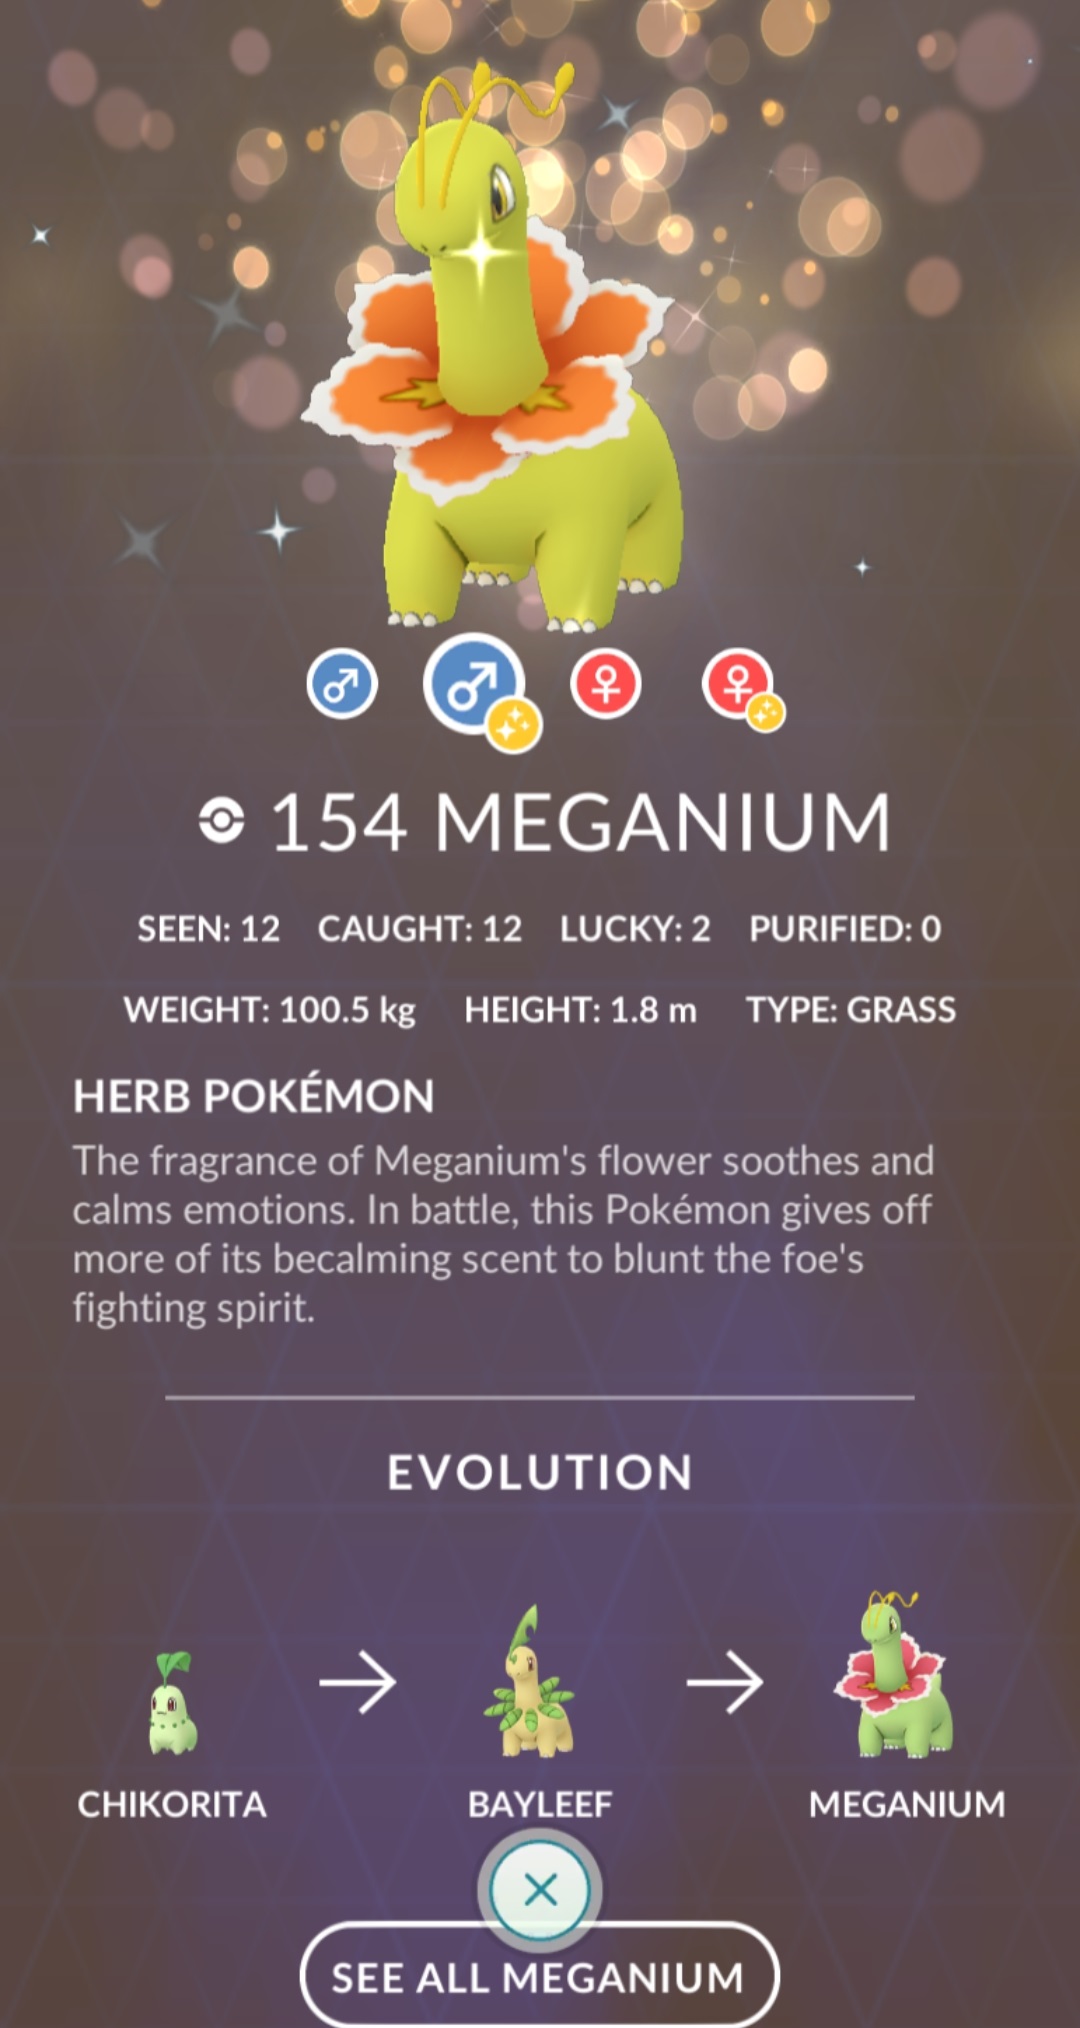 154 MEGANIUM
SEEN: 12 CAUGHT: 12 LUCKY: 2 PURIFIED: 0
WEIGHT: 100.5 kg HEIGHT: 1.8 m TYPE: GRASS
HERB POKÉMON
The fragrance of Meganium's flower soothes and
calms emotions. In battle, this Pokémon gives off
more of its becalming scent to blunt the foe's
fighting spirit.
EVOLUTION
CHIKORITA BAYLEEF MEGANIUM
SEE ALL MEGANIUM